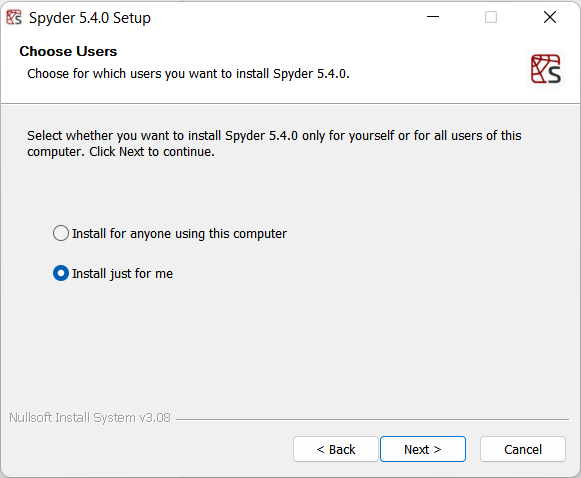 Spyder 5.4.0 Setup
Choose Users
Choose for which users you want to install Spyder 5.4.0.
S
Select whether you want to install Spyder 5.4.0 only for yourself or for all users of this
computer. Click Next to continue.
Install for anyone using this computer
Install just for me
Nullsoft Install System v3.08
< Back
Next >
Cancel